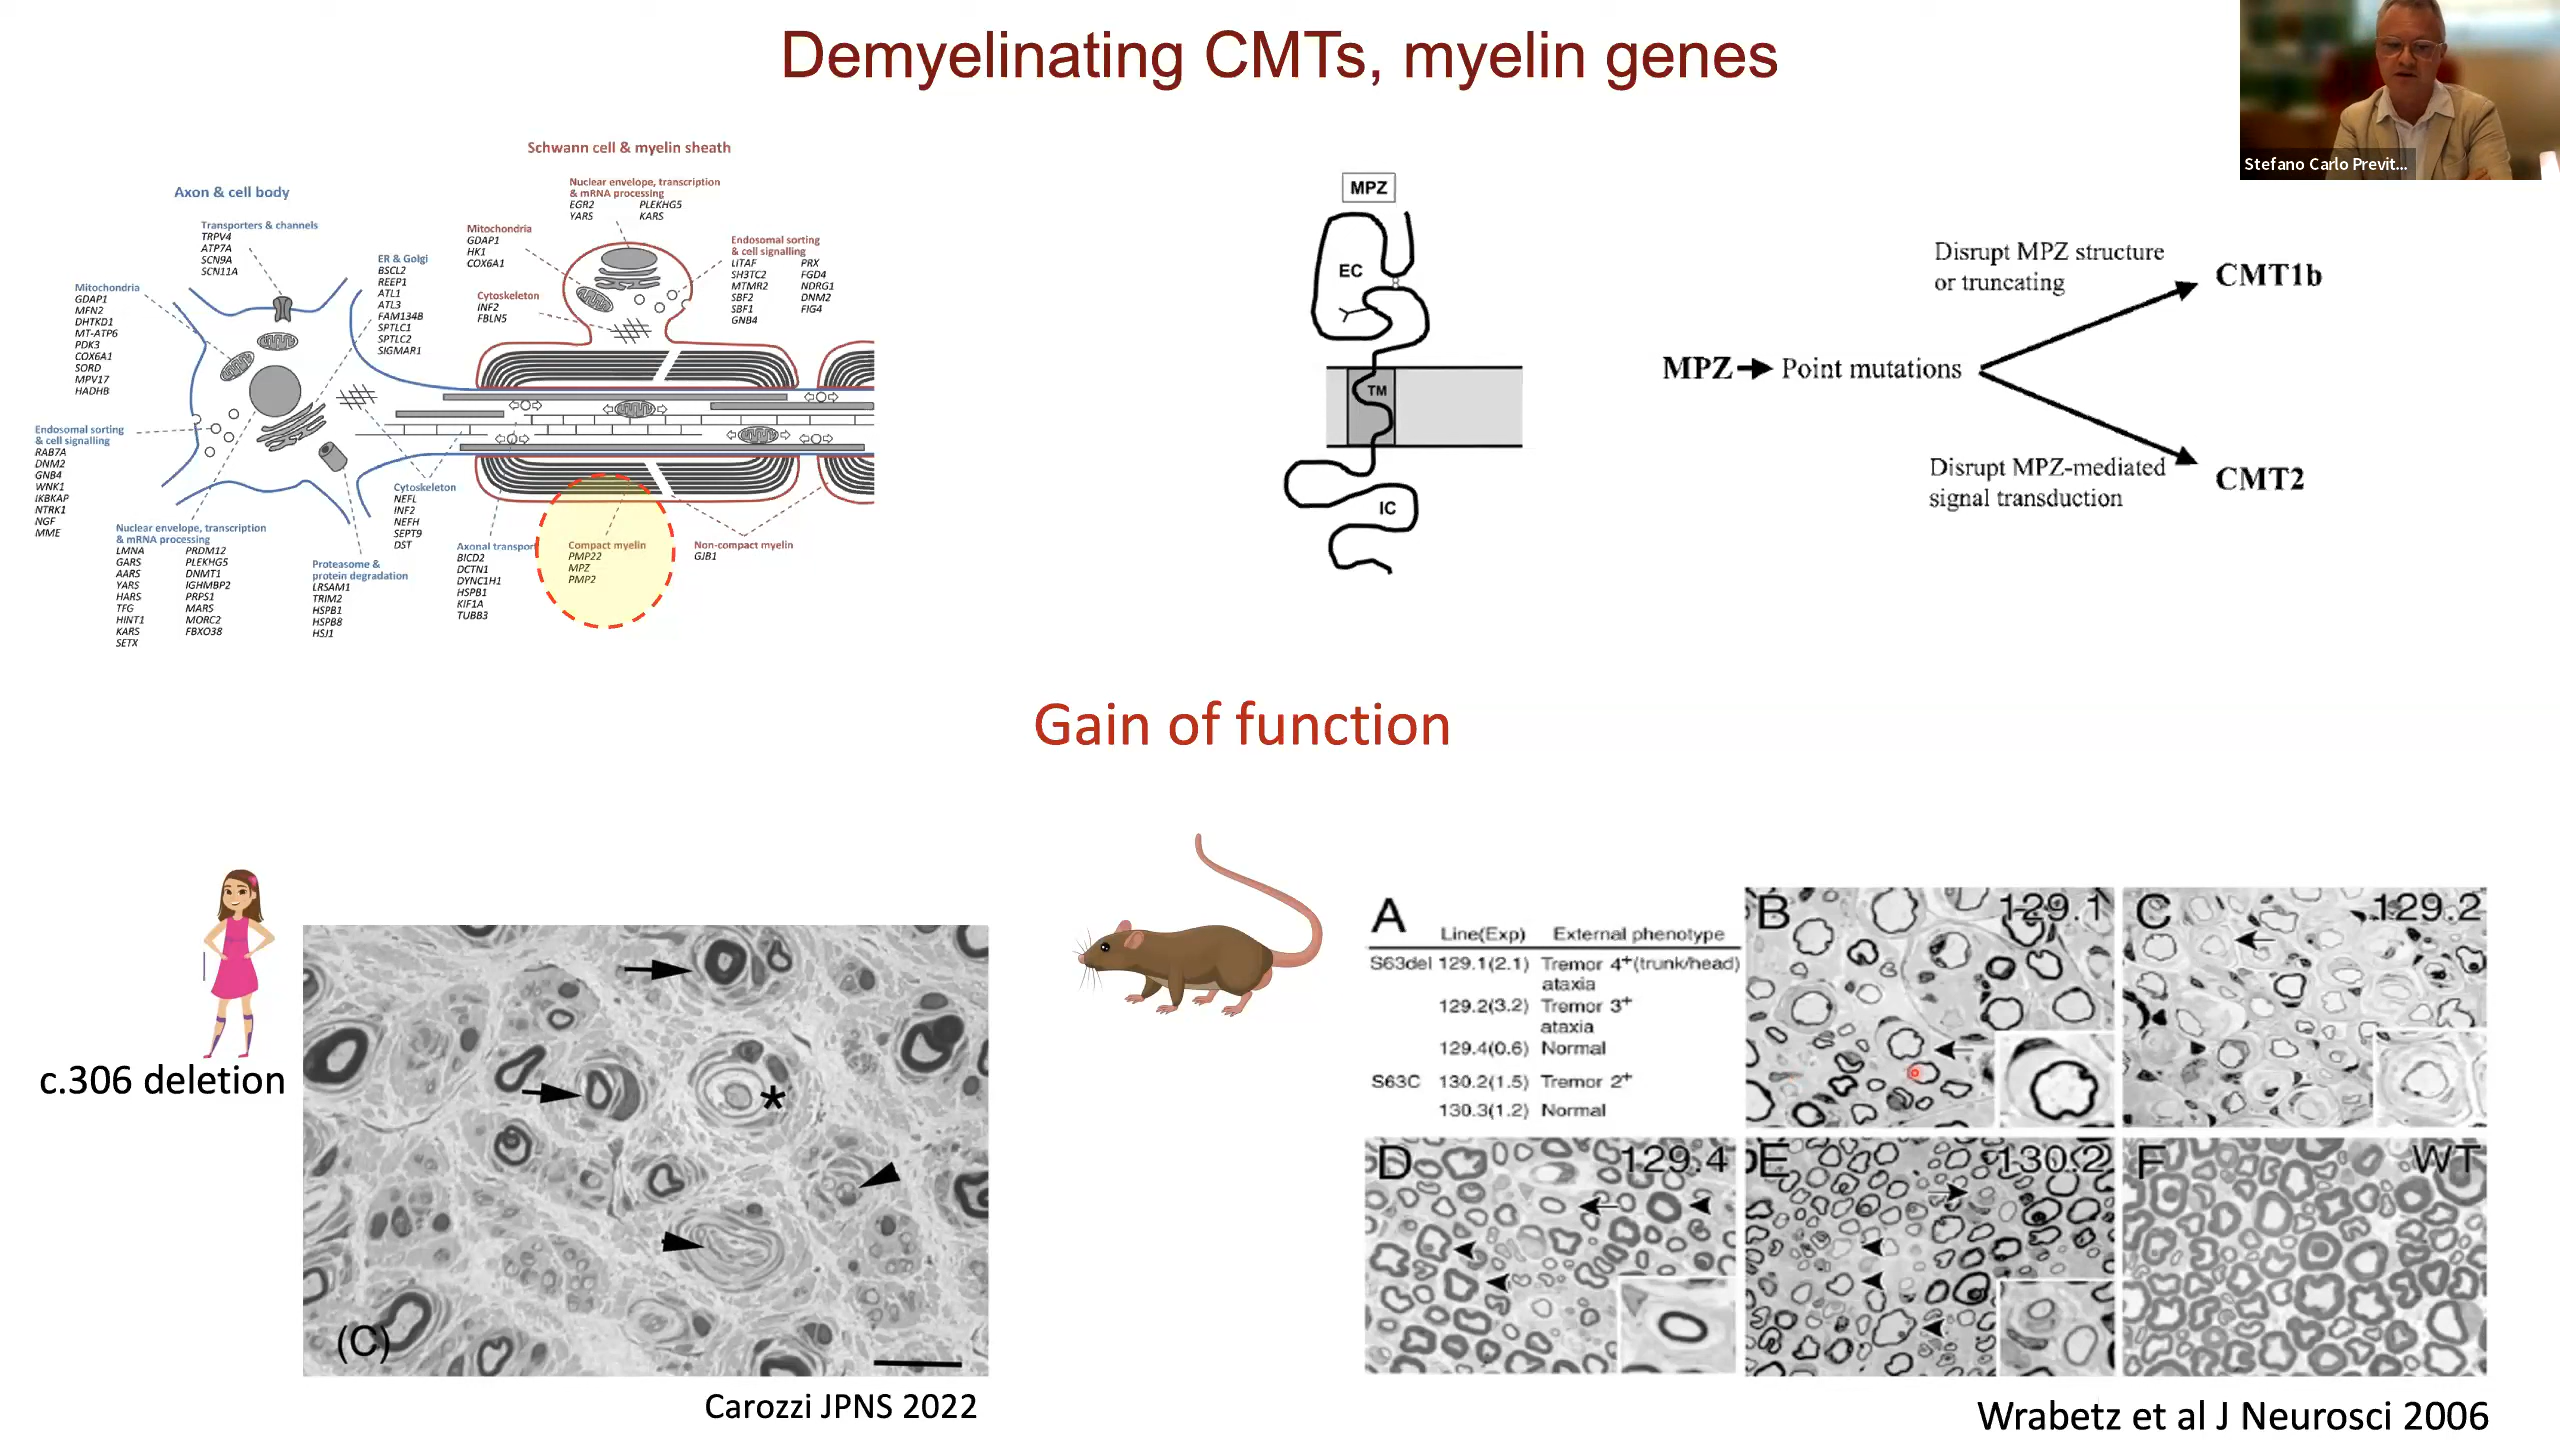 Demyelinating CMTs, myelin genes
Stefano Carlo Previt...
Schwann cell & myelin sheath
Axon & cell body
Nuclear envelope, transcription
& mRNA processing
EGR2 PLEKHG5
YARS KARS
Transporters & channels
TRPV4
ATP7A
SCN9A
SCN11A
Mitochondria
GDAP1
HK1
COX6A1
Endosomal sorting
& cell signalling
LITAF PRX
SH3TC2 FGD4
MTMR2 NDRG1
SBF2 DNM2
SBF1 FIG4
GNB4
ER & Golgi
BSCL2
REEP1
ATL1
ATL3
FAM134B
SPTLC1
SPTLC2
SIGMAR1
Mitochondria
GDAP1
MFN2
DHTKD1
MT-ATP6
PDK3
COX6A1
SORD
MPV17
HADHB
Cytoskeleton
INF2
FBLN5
Endosomal sorting
& cell signalling
RAB7A
DNM2
GNB4
WNK1
IKBKAP
NTRK1
NGF
MME
Cytoskeleton
NEFL
INF2
NEFH
SEPT9
DST
Nuclear envelope, transcription
& mRNA processing
LMNA PRDM12
GARS PLEKHG5
AARS DNMT1
YARS IGHMBP2
HARS PRPS1
TFG MARS
HINT1 MORC2
KARS FBXO38
SETX
Proteasome &
protein degradation
LRSAM1
TRIM2
HSPB1
HSPB8
HSJ1
Axonal transport
BICD2
DCTN1
DYNC1H1
HSPB1
KIF1A
TUBB3
Compact myelin
PMP22
MPZ
PMP2
Non-compact myelin
GJB1
MPZ
EC
TM
IC
Disrupt MPZ structure
or truncating
CMT1b
MPZ Point mutations
Disrupt MPZ-mediated
signal transduction
CMT2
Gain of function
c.306 deletion
*
(C)
Carozzi JPNS 2022
A
Line(Exp) External phenotype
S63del 129.1(2.1) Tremor 4+(trunk/head)
ataxia
129.2(3.2) Tremor 3+
ataxia
129.4(0.6) Normal
S63C 130.2(1.5) Tremor 2+
130.3(1.2) Normal
B 129.1
C 129.2
D 129.4
E 130.2
F WT
Wrabetz et al J Neurosci 2006